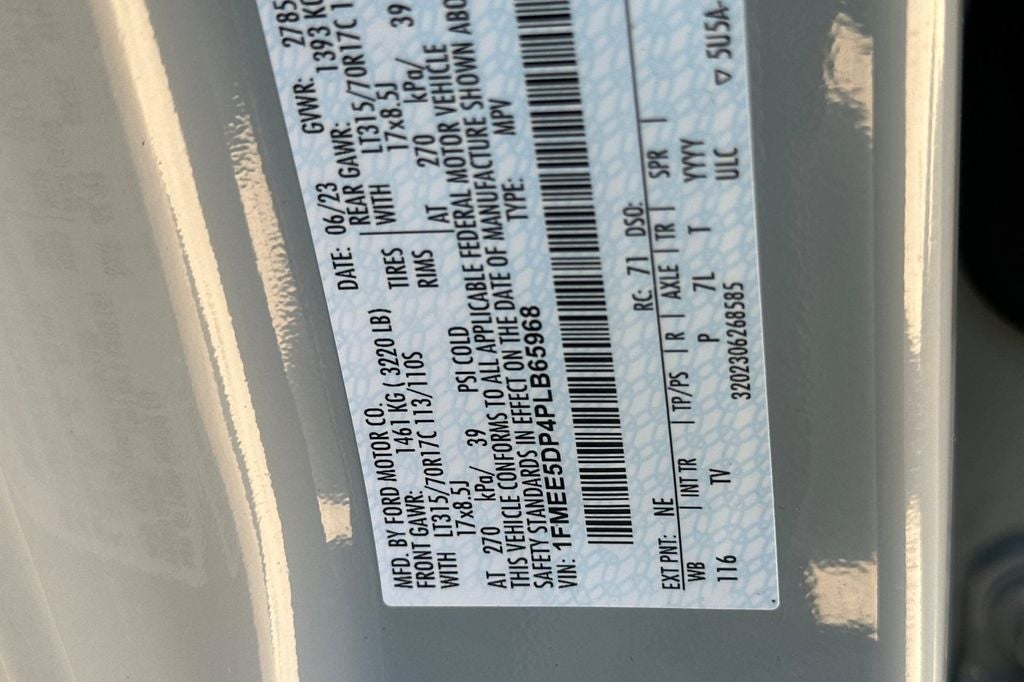 MFD. BY FORD MOTOR CO. DATE: 06/23 GVWR: 2785
FRONT GAWR: 1461 KG ( 3220 LB) REAR GAWR: 1393 KG
WITH LT315/70R17C 113/110S TIRES WITH LT315/70R17C 1
17x8.5J RIMS 17x8.5J
AT 270 kPa/ 39 PSI COLD AT 270 kPa/ 39
THIS VEHICLE CONFORMS TO ALL APPLICABLE FEDERAL MOTOR VEHICLE
SAFETY STANDARDS IN EFFECT ON THE DATE OF MANUFACTURE SHOWN ABO
VIN: 1FMEE5DP4PLB65968 TYPE: MPV
EXT PNT: NE RC: 71 DSO:
WB | INT TR | TP/PS | R | AXLE | TR | SPR |
116 TV P 7L T YYYY
3202306268585 ULC ▽ 5U5A-